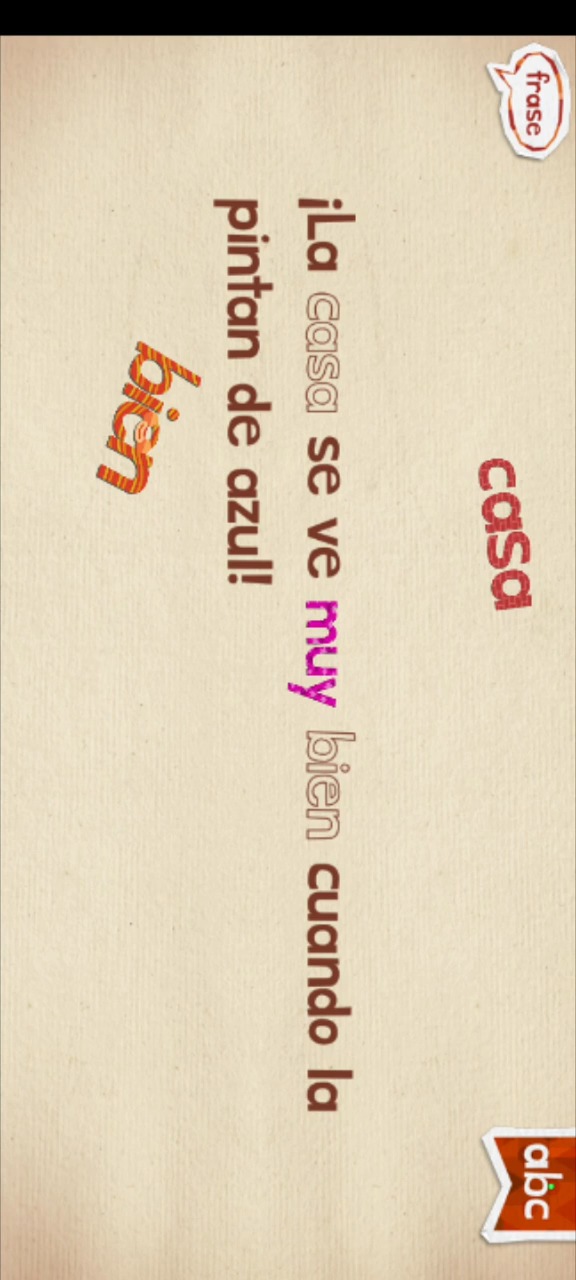 frase
casa
¡La casa se ve muy bien cuando la
pintan de azul!
bien
abc